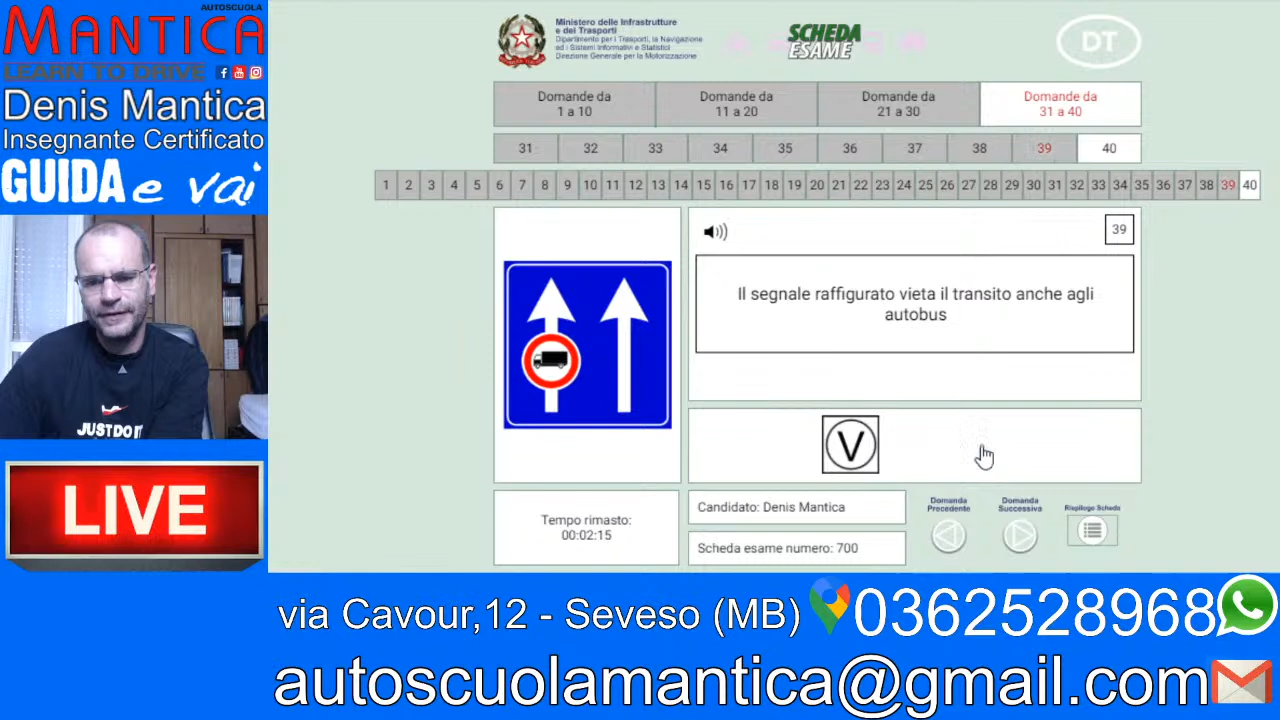 AUTOSCUOLA
MANTICA
LEARN TO DRIVE
Denis Mantica
Insegnante Certificato
GUIDA e vai
JUST DO IT
LIVE
Ministero delle Infrastrutture
e dei Trasporti
Dipartimento per i Trasporti, la Navigazione
ed i Sistemi Informativi e Statistici
Direzione Generale per la Motorizzazione
SCHEDA
ESAME
DT
Domande da
1 a 10
Domande da
11 a 20
Domande da
21 a 30
Domande da
31 a 40
31 32 33 34 35 36 37 38 39 40
1 2 3 4 5 6 7 8 9 10 11 12 13 14 15 16 17 18 19 20 21 22 23 24 25 26 27 28 29 30 31 32 33 34 35 36 37 38 39 40
39
Il segnale raffigurato vieta il transito anche agli
autobus
V
Tempo rimasto:
00:02:15
Candidato: Denis Mantica
Scheda esame numero: 700
Domanda
Precedente
Domanda
Successiva
Riepilogo Scheda
via Cavour,12 - Seveso (MB) 0362528968
autoscuolamantica@gmail.com